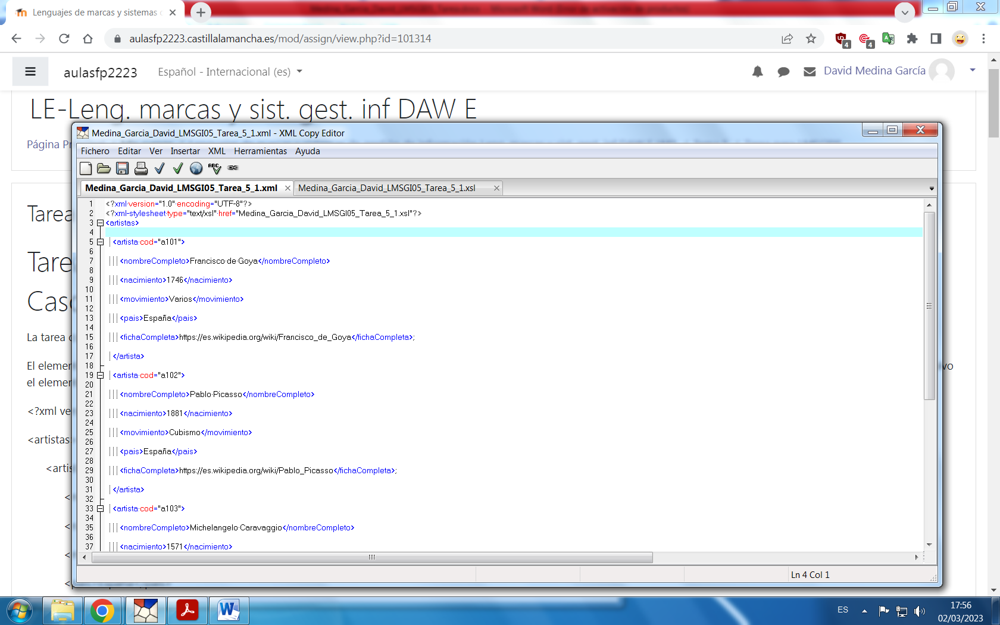 Lenguajes de marcas y sistemas
aulasfp2223.castillalamancha.es/mod/assign/view.php?id=101314
4
4
aulasfp2223
Español - Internacional (es)
David Medina García
LE-Leng. marcas y sist. gest. inf DAW E
Página Pr
Medina_Garcia_David_LMSGI05_Tarea_5_1.xml - XML Copy Editor
Fichero Editar Ver Insertar XML Herramientas Ayuda
ABC
Medina_Garcia_David_LMSGI05_Tarea_5_1.xml
Medina_Garcia_David_LMSGI05_Tarea_5_1.xsl
Tarea
Tare
Caso
La tarea
El elemen
vo
el elemen
<?xml ve
<artistas
<artis
<
<
<
1 <?xml version="1.0" encoding="UTF-8"?>
2 <?xml-stylesheet type="text/xsl" href="Medina_Garcia_David_LMSGI05_Tarea_5_1.xsl"?>
3 <artistas>
4
5 <artista cod="a101">
6
7 <nombreCompleto>Francisco de Goya</nombreCompleto>
8
9 <nacimiento>1746</nacimiento>
10
11 <movimiento>Varios</movimiento>
12
13 <pais>España</pais>
14
15 <fichaCompleta>https://es.wikipedia.org/wiki/Francisco_de_Goya</fichaCompleta>;
16
17 </artista>
18
19 <artista cod="a102">
20
21 <nombreCompleto>Pablo Picasso</nombreCompleto>
22
23 <nacimiento>1881</nacimiento>
24
25 <movimiento>Cubismo</movimiento>
26
27 <pais>España</pais>
28
29 <fichaCompleta>https://es.wikipedia.org/wiki/Pablo_Picasso</fichaCompleta>;
30
31 </artista>
32
33 <artista cod="a103">
34
35 <nombreCompleto>Michelangelo Caravaggio</nombreCompleto>
36
37 <nacimiento>1571</nacimiento>
Ln 4 Col 1
ES
17:56
02/03/2023